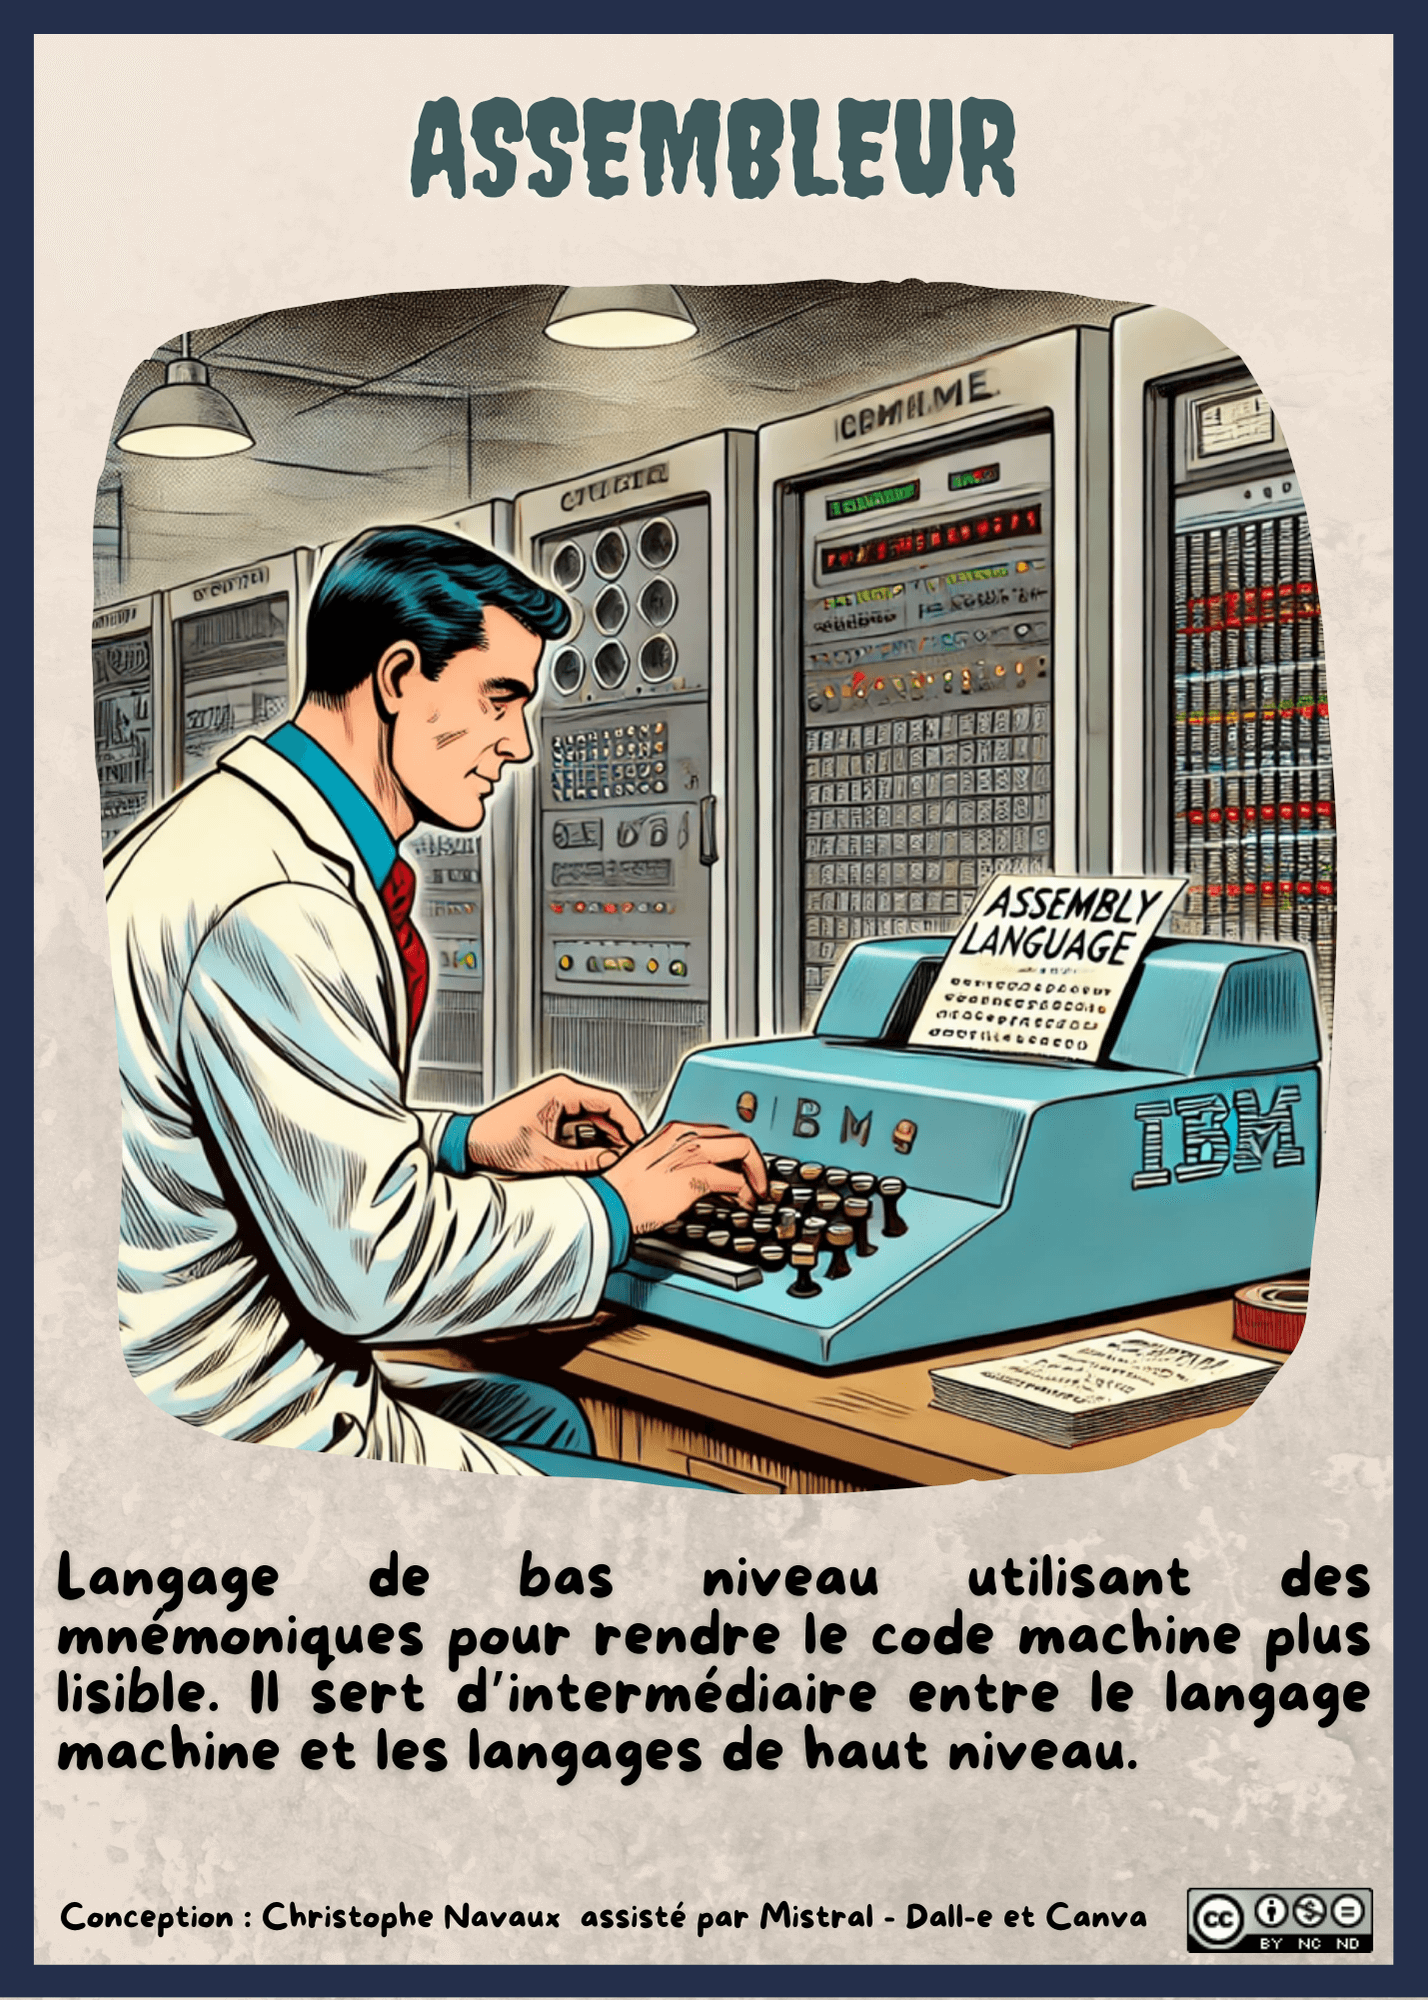 ASSEMBLEUR
ASSEMBLY
LANGUAGE
IBM
IBM
Langage de bas niveau utilisant des
mnémoniques pour rendre le code machine plus
lisible. Il sert d'intermédiaire entre le langage
machine et les langages de haut niveau.
Conception : Christophe Navaux assisté par Mistral - Dall-e et Canva
cc
BY NC ND